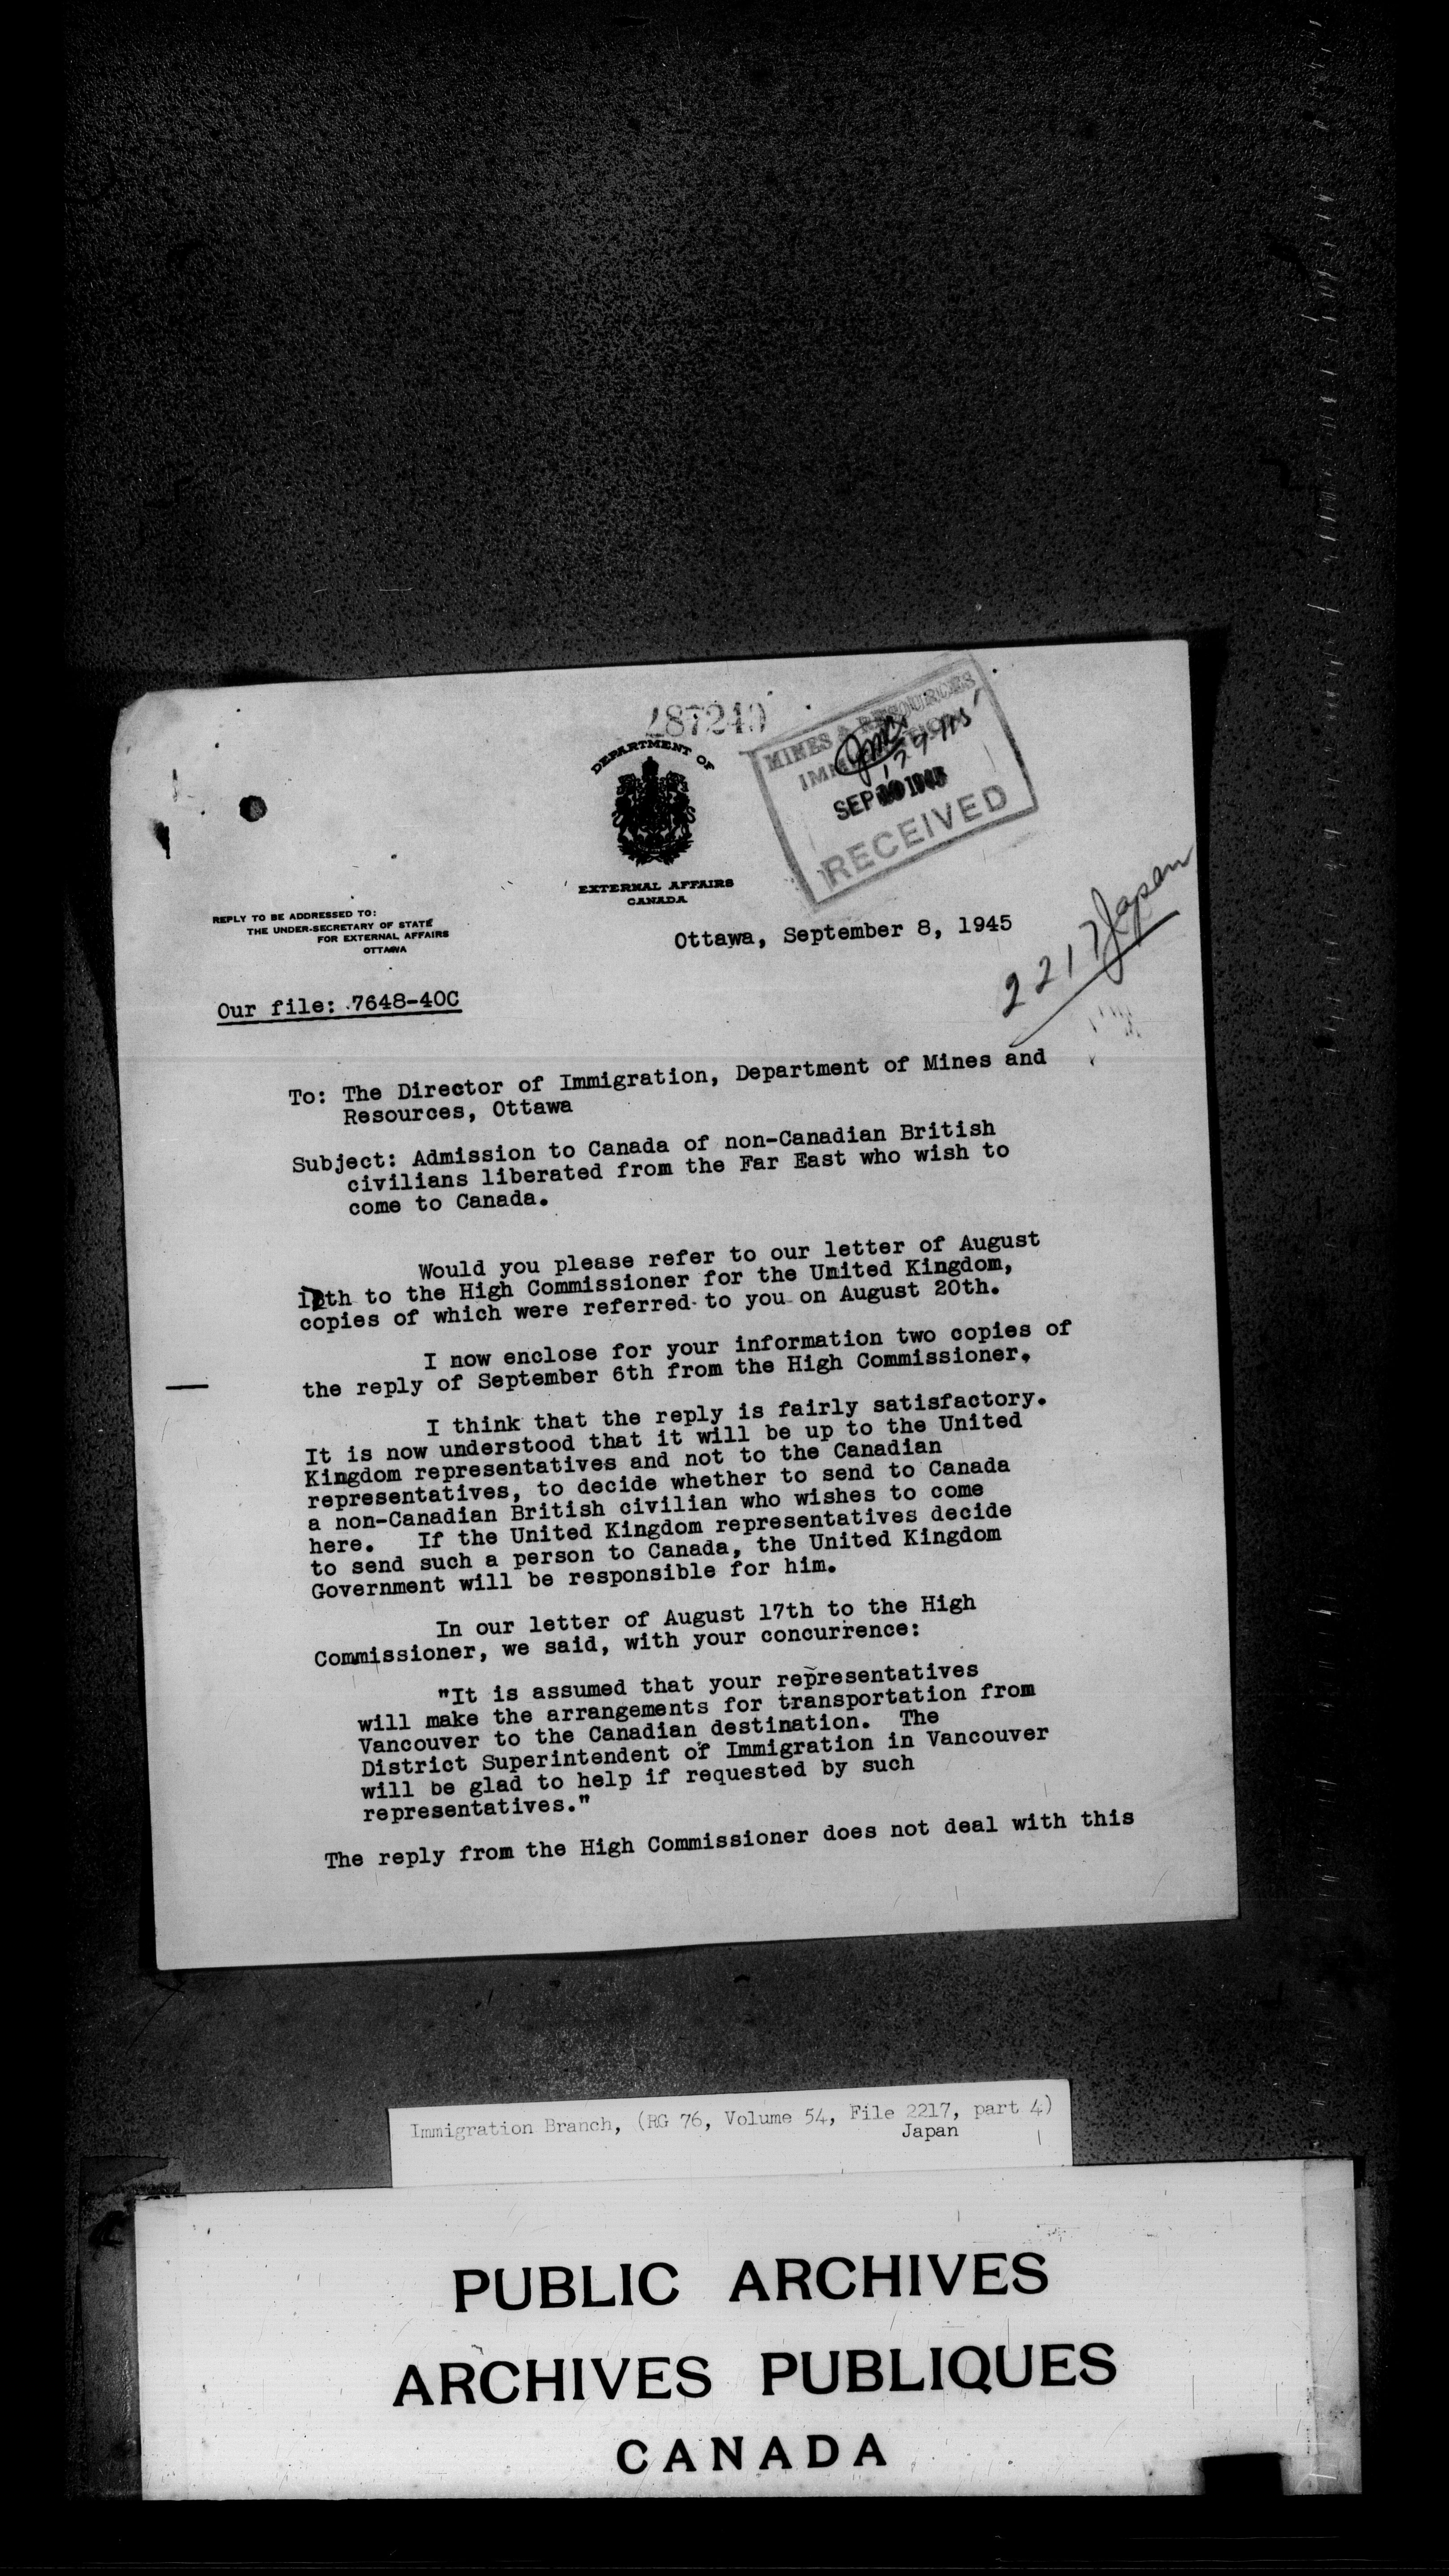 287240
MINES & RESOURCES
IMMIGRATION
SEP 10 1945
RECEIVED
DEPARTMENT OF
EXTERNAL AFFAIRS
CANADA
REPLY TO BE ADDRESSED TO:
THE UNDER-SECRETARY OF STATE
FOR EXTERNAL AFFAIRS
OTTAWA
Ottawa, September 8, 1945
2217 Japan
Our file: 7648-40C
To: The Director of Immigration, Department of Mines and
Resources, Ottawa
Subject: Admission to Canada of non-Canadian British
civilians liberated from the Far East who wish to
come to Canada.
Would you please refer to our letter of August
to the High Commissioner for the United Kingdom,
copies of which were referred to you on August 20th.
I now enclose for your information two copies of
the reply of September 6th from the High Commissioner.
I think that the reply is fairly satisfactory.
It is now understood that it will be up to the United
Kingdom representatives and not to the Canadian
representatives, to decide whether to send to Canada
a non-Canadian British civilian who wishes to come
here. If the United Kingdom representatives decide
to send such a person to Canada, the United Kingdom
Government will be responsible for him.
In our letter of August 17th to the High
Commissioner, we said, with your concurrence:
"It is assumed that your representatives
will make the arrangements for transportation from
Vancouver to the Canadian destination. The
District Superintendent of Immigration in Vancouver
will be glad to help if requested by such
representatives."
The reply from the High Commissioner does not deal with this
Immigration Branch, (RG 76, Volume 54, File 2217, part 4)
Japan
PUBLIC ARCHIVES
ARCHIVES PUBLIQUES
CANADA